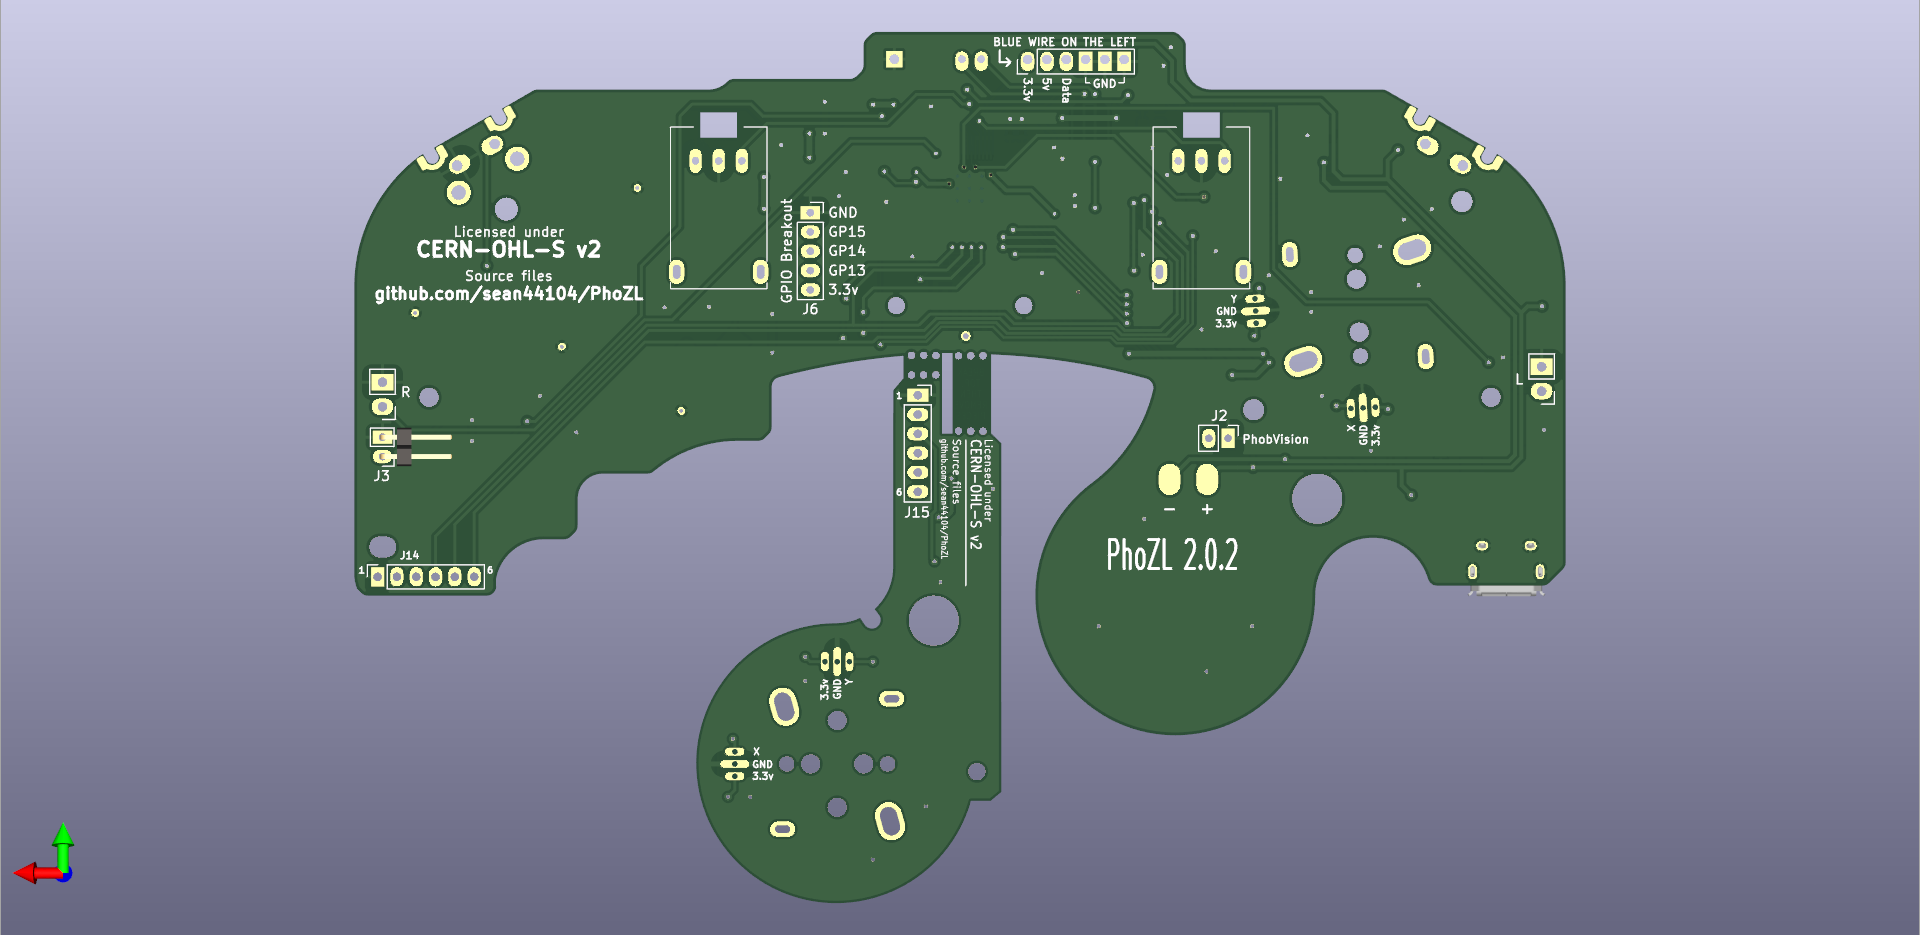 BLUE WIRE ON THE LEFT
3.3v
5v
Data
GND
Licensed under
CERN-OHL-S v2
Source files
github.com/sean44104/PhoZL
GPIO Breakout
GND
GP15
GP14
GP13
3.3v
J6
Y
GND
3.3v
R
J3
L
X
GND
3.3v
J2
PhobVision
- +
PhoZL 2.0.2
1
6
J15
Licensed under
CERN-OHL-S v2
Source files
github.com/sean44104/PhoZL
J14
1
6
3.3v
GND
Y
X
GND
3.3v